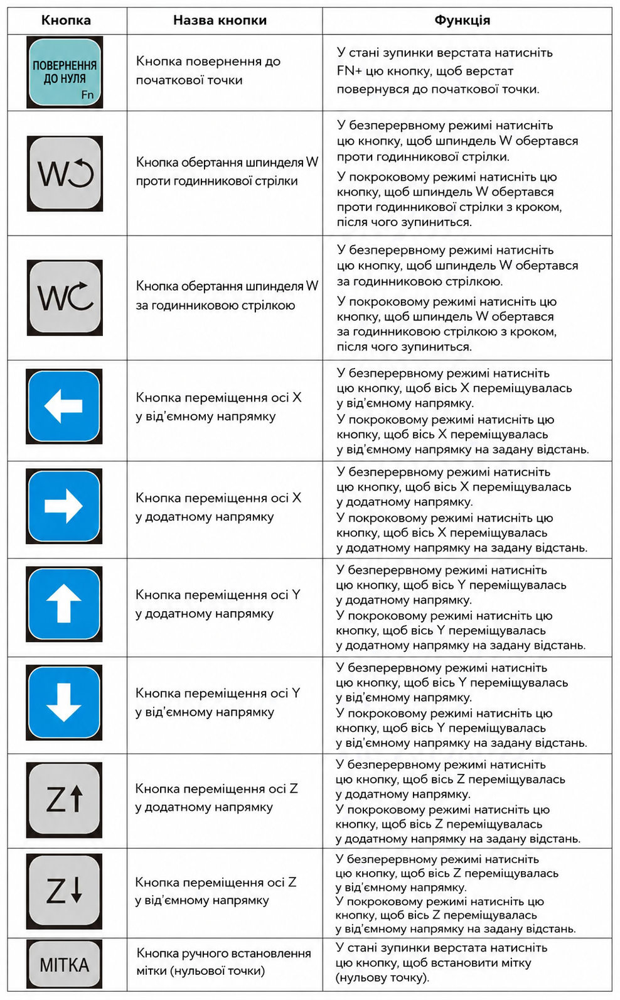 Кнопка
Назва кнопки
Функція
ПОВЕРНЕННЯ
ДО НУЛЯ
Fn
Кнопка повернення до
початкової точки
У стані зупинки верстата натисніть
FN+ цю кнопку, щоб верстат
повернувся до початкової точки.
W
Кнопка обертання шпинделя W
проти годинникової стрілки
У безперервному режимі натисніть
цю кнопку, щоб шпиндель W обертався
проти годинникової стрілки.
У покроковому режимі натисніть цю
кнопку, щоб шпиндель W обертався
проти годинникової стрілки з кроком,
після чого зупиниться.
W
Кнопка обертання шпинделя W
за годинниковою стрілкою
У безперервному режимі натисніть
цю кнопку, щоб шпиндель W обертався
за годинниковою стрілкою.
У покроковому режимі натисніть цю
кнопку, щоб шпиндель W обертався
за годинниковою стрілкою з кроком,
після чого зупиниться.
Кнопка переміщення осі X
у від’ємному напрямку
У безперервному режимі натисніть
цю кнопку, щоб вісь X переміщувалась
у від’ємному напрямку.
У покроковому режимі натисніть цю
кнопку, щоб вісь X переміщувалась
у від’ємному напрямку на задану відстань.
Кнопка переміщення осі X
у додатному напрямку
У безперервному режимі натисніть
цю кнопку, щоб вісь X переміщувалась
у додатному напрямку.
У покроковому режимі натисніть цю
кнопку, щоб вісь X переміщувалась
у додатному напрямку на задану відстань.
Кнопка переміщення осі Y
у додатному напрямку
У безперервному режимі натисніть
цю кнопку, щоб вісь Y переміщувалась
у додатному напрямку.
У покроковому режимі натисніть цю
кнопку, щоб вісь Y переміщувалась
у додатному напрямку на задану відстань.
Кнопка переміщення осі Y
у від’ємному напрямку
У безперервному режимі натисніть
цю кнопку, щоб вісь Y переміщувалась
у від’ємному напрямку.
У покроковому режимі натисніть цю
кнопку, щоб вісь Y переміщувалась
у від’ємному напрямку на задану відстань.
Z
Кнопка переміщення осі Z
у додатному напрямку
У безперервному режимі натисніть
цю кнопку, щоб вісь Z переміщувалась
у додатному напрямку.
У покроковому режимі натисніть цю
кнопку, щоб вісь Z переміщувалась
у додатному напрямку на задану відстань.
Z
Кнопка переміщення осі Z
у від’ємному напрямку
У безперервному режимі натисніть
цю кнопку, щоб вісь Z переміщувалась
у від’ємному напрямку.
У покроковому режимі натисніть цю
кнопку, щоб вісь Z переміщувалась
у від’ємному напрямку на задану відстань.
МІТКА
Кнопка ручного встановлення
мітки (нульової точки)
У стані зупинки верстата натисніть
цю кнопку, щоб встановити мітку
(нульову точку).